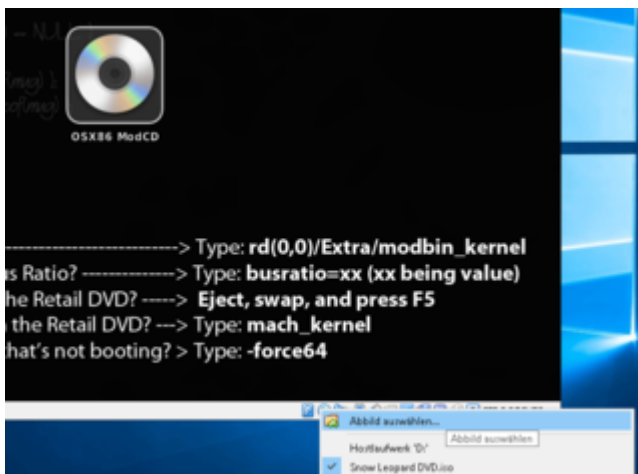 OSX86 ModCD
---------------------------> Type: rd(0,0)/Extra/modbin_kernel
us Ratio? --------------> Type: busratio=xx (xx being value)
he Retail DVD? -----> Eject, swap, and press F5
the Retail DVD? ---> Type: mach_kernel
hat's not booting? > Type: -force64
Abbild auswählen...
Abbild auswählen
Hostlaufwerk 'D:'
Snow Leopard DVD.iso